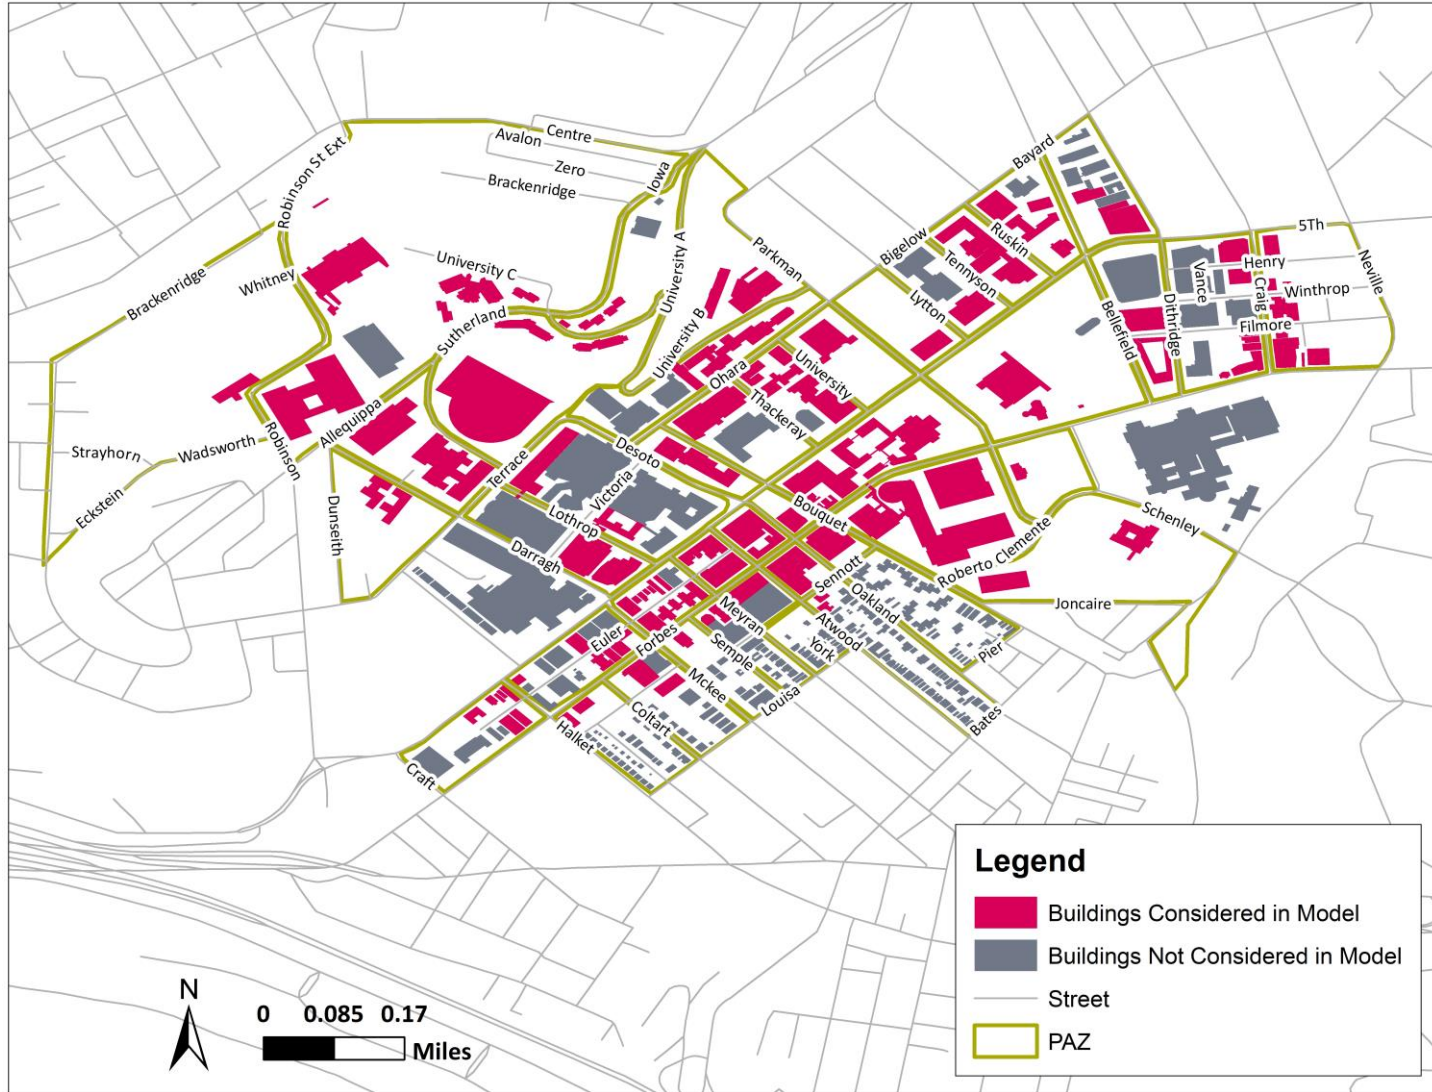 Centre
Avalon
Zero
Brackenridge
Iowa
Robinson St Ext
Bayard
Ruskin
5Th
Parkman
Bigelow
Tennyson
Lytton
Henry
Vance
Craig
Winthrop
Neville
Filmore
Dithridge
Bellefield
University C
University A
Whitney
Brackenridge
Sutherland
University B
Ohara
University
Thackeray
Allequippa
Robinson
Strayhorn
Wadsworth
Eckstein
Dunseith
Terrace
Desoto
Victoria
Lothrop
Darragh
Bouquet
Schenley
Roberto Clemente
Joncaire
Sennott
Oakland
Atwood
York
Pier
Meyran
Semple
Euler
Forbes
Mckee
Louisa
Bates
Coltart
Halket
Craft
Legend
Buildings Considered in Model
Buildings Not Considered in Model
Street
PAZ
N
0 0.085 0.17
Miles